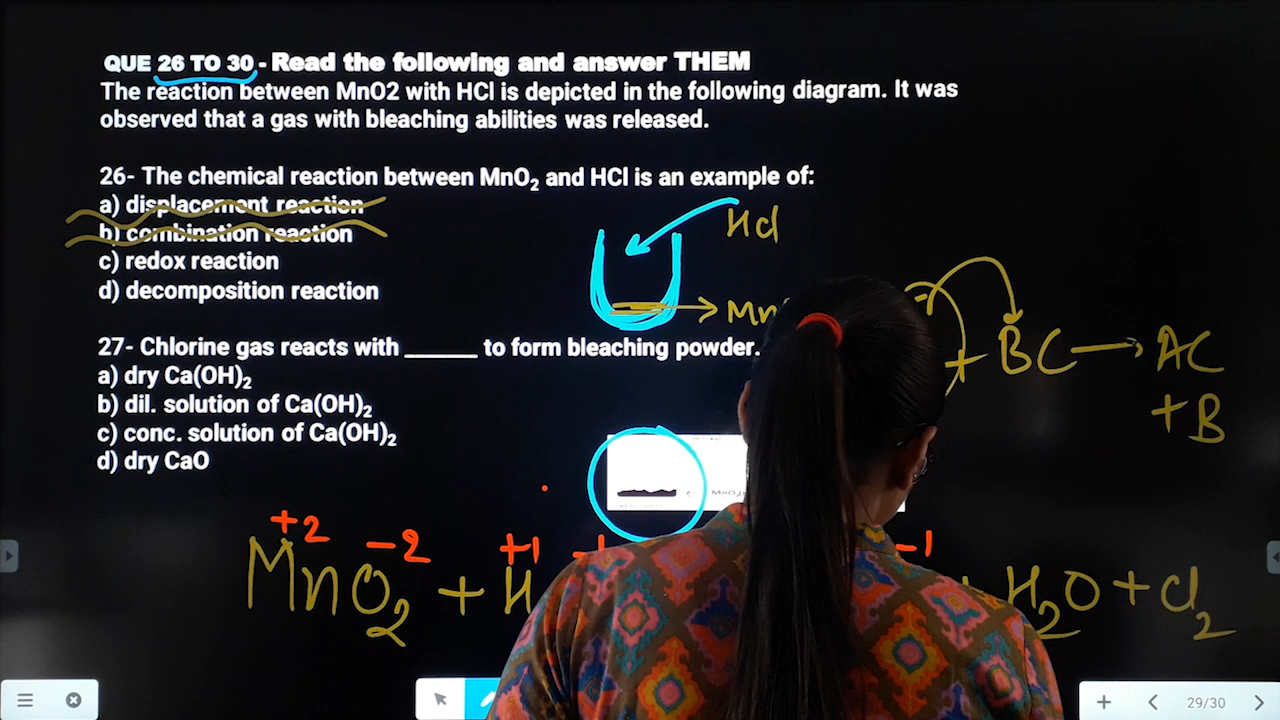 QUE 26 TO 30 - Read the following and answer THEM
The reaction between MnO2 with HCl is depicted in the following diagram. It was
observed that a gas with bleaching abilities was released.
26- The chemical reaction between MnO₂ and HCl is an example of:
a) displacement reaction
b) combination reaction
c) redox reaction
d) decomposition reaction
HCl
Mn
+ BC → AC
+ B
27- Chlorine gas reacts with ______ to form bleaching powder.
a) dry Ca(OH)₂
b) dil. solution of Ca(OH)₂
c) conc. solution of Ca(OH)₂
d) dry CaO
+2 -2 +1 -1 -1
MnO₂ + H + H₂O + Cl₂
29/30